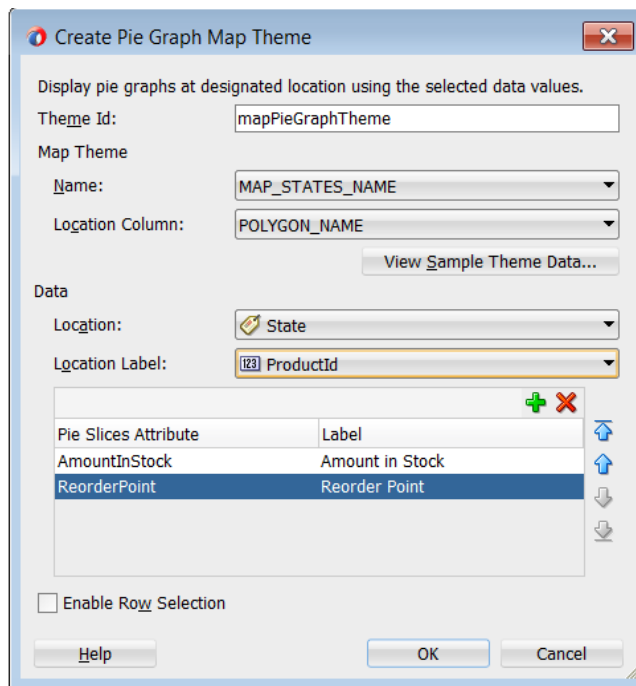 Create Pie Graph Map Theme
Display pie graphs at designated location using the selected data values.
Theme Id: mapPieGraphTheme
Map Theme
Name: MAP_STATES_NAME
Location Column: POLYGON_NAME
View Sample Theme Data...
Data
Location: State
Location Label: 123 ProductId
Pie Slices Attribute Label
AmountInStock Amount in Stock
ReorderPoint Reorder Point
Enable Row Selection
Help OK Cancel